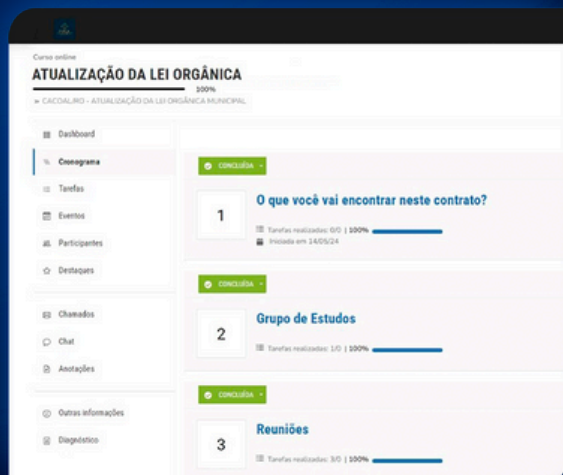 Curso online
ATUALIZAÇÃO DA LEI ORGÂNICA
100%
» CACOAL/RO - ATUALIZAÇÃO DA LEI ORGÂNICA MUNICIPAL
Dashboard
Cronograma
Tarefas
Eventos
Participantes
Destaques
Chamados
Chat
Anotações
Outras informações
Diagnóstico
CONCLUÍDA
1
O que você vai encontrar neste contrato?
Tarefas realizadas: 0/0 | 100%
Iniciada em 14/05/24
CONCLUÍDA
2
Grupo de Estudos
Tarefas realizadas: 1/0 | 100%
CONCLUÍDA
3
Reuniões
Tarefas realizadas: 3/0 | 100%